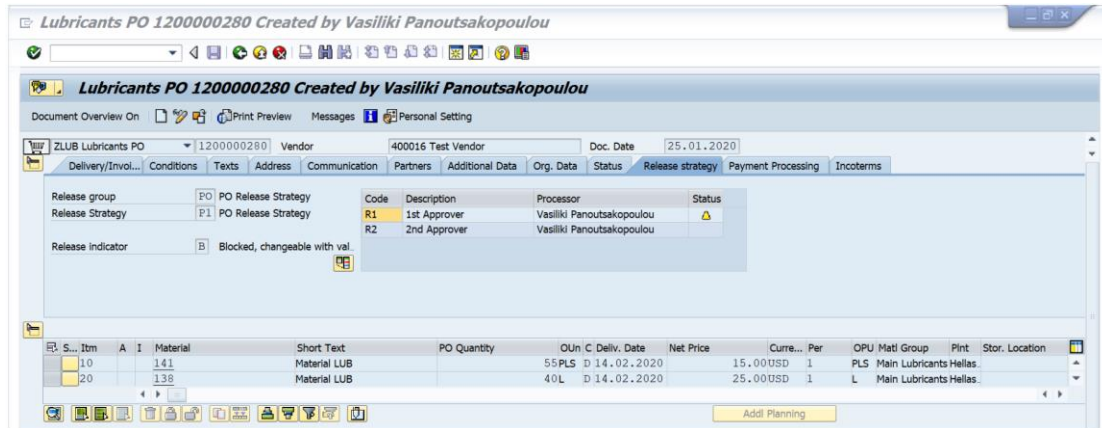 Lubricants PO 1200000280 Created by Vasiliki Panoutsakopoulou
Lubricants PO 1200000280 Created by Vasiliki Panoutsakopoulou
Document Overview On Print Preview Messages Personal Setting
ZLUB Lubricants PO 1200000280 Vendor 400016 Test Vendor Doc. Date 25.01.2020
Delivery/Invoi... Conditions Texts Address Communication Partners Additional Data Org. Data Status Release strategy Payment Processing Incoterms
Release group PO PO Release Strategy
Release Strategy P1 PO Release Strategy
Release indicator B Blocked, changeable with val..
Code Description Processor Status
R1 1st Approver Vasiliki Panoutsakopoulou
R2 2nd Approver Vasiliki Panoutsakopoulou
S... Itm A I Material Short Text PO Quantity OUn C Deliv. Date Net Price Curre... Per OPU Matl Group Plnt Stor. Location
10 141 Material LUB 55 PLS D 14.02.2020 15.00 USD 1 PLS Main Lubricants Hellas..
20 138 Material LUB 40 L D 14.02.2020 25.00 USD 1 L Main Lubricants Hellas..
Addl Planning